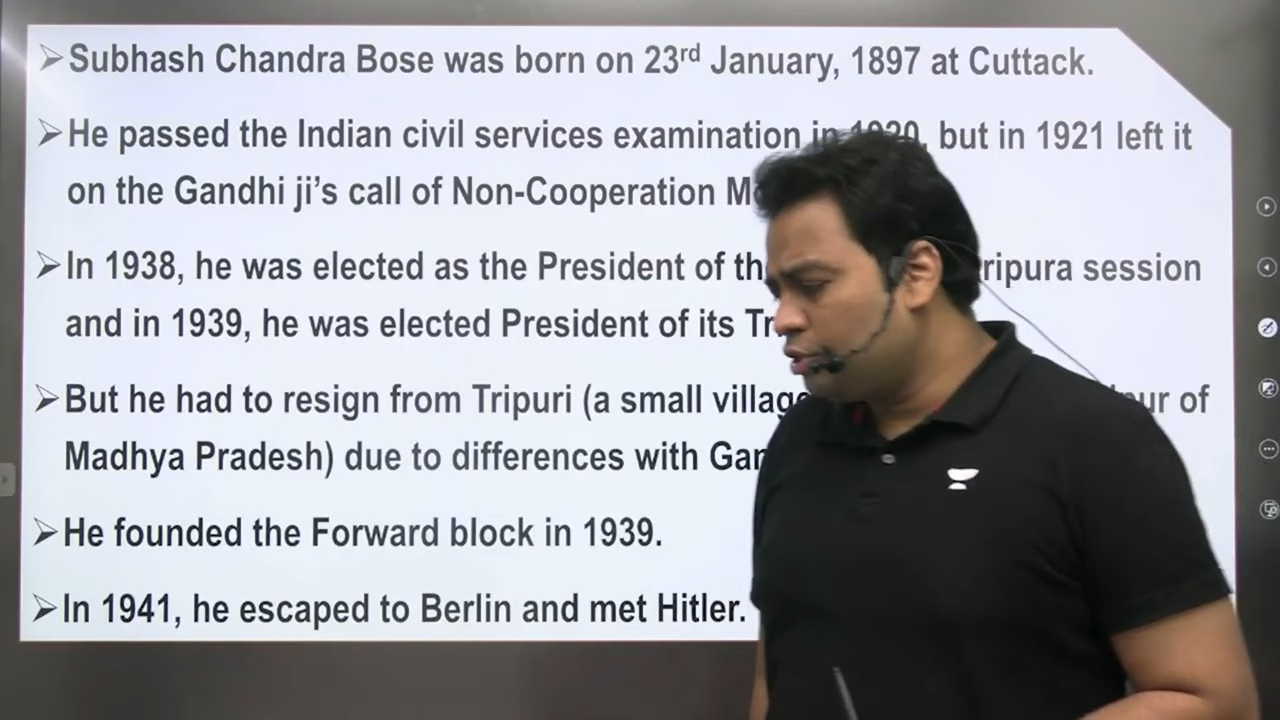 ➢Subhash Chandra Bose was born on 23rd January, 1897 at Cuttack.
➢He passed the Indian civil services examination in 1920, but in 1921 left it
on the Gandhi ji's call of Non-Cooperation
➢In 1938, he was elected as the President of session
and in 1939, he was elected President of its
➢But he had to resign from Tripuri (a small of
Madhya Pradesh) due to differences with
➢He founded the Forward block in 1939.
➢In 1941, he escaped to Berlin and met Hitler.